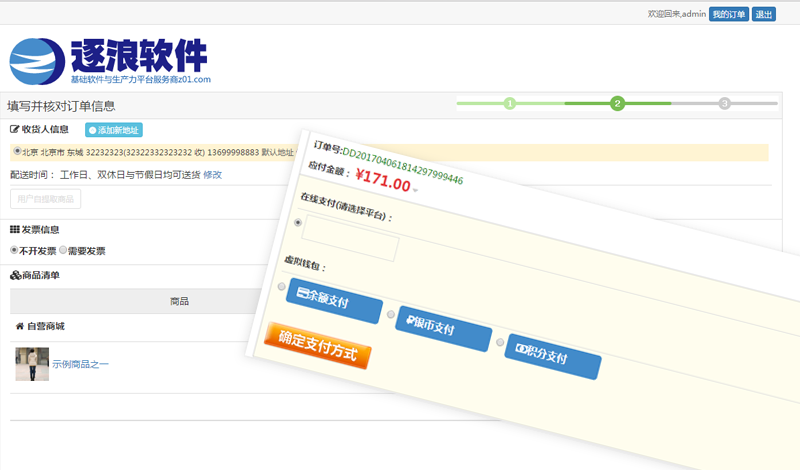 欢迎回来,admin 我的订单 退出
逐浪软件
基础软件与生产力平台服务商z01.com
填写并核对订单信息
1 2 3
收货人信息 添加新地址
北京 北京市 东城 32232323(32322332323232 收) 13699998883 默认地址
配送时间： 工作日、双休日与节假日均可送货 修改
用户自提取商品
发票信息
不开发票 需要发票
商品清单
商品
自营商城
示例商品之一
订单号:DD201704061814297999446
应付金额：¥171.00
在线支付(请选择平台)：
虚拟钱包：
余额支付 银币支付 积分支付
确定支付方式